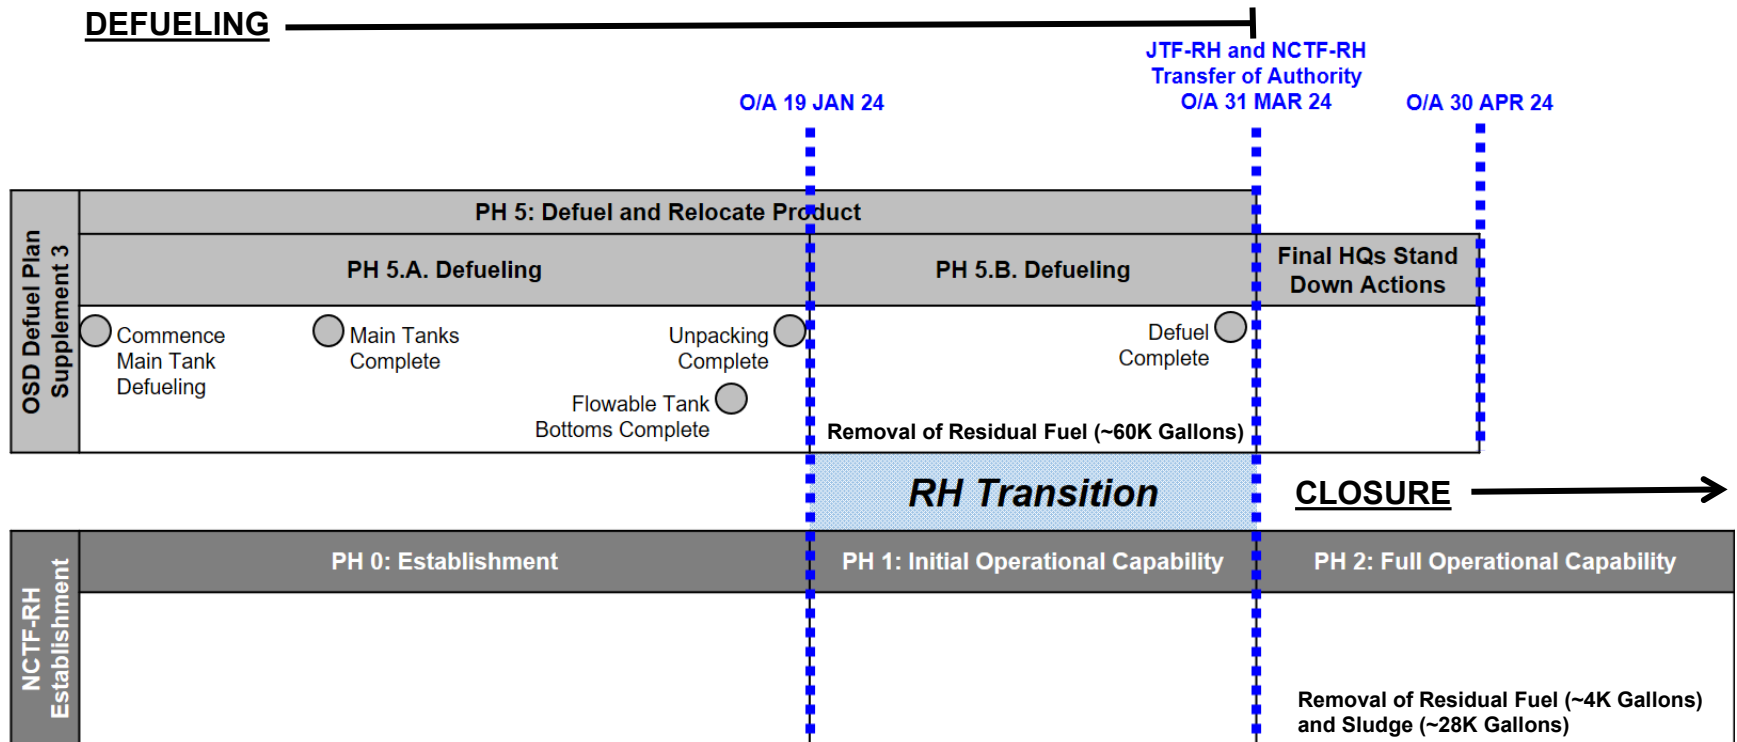 DEFUELING
JTF-RH and NCTF-RH
Transfer of Authority
O/A 19 JAN 24
O/A 31 MAR 24
O/A 30 APR 24
OSD Defuel Plan
Supplement 3
PH 5: Defuel and Relocate Product
PH 5.A. Defueling
PH 5.B. Defueling
Final HQs Stand
Down Actions
Commence
Main Tank
Defueling
Main Tanks
Complete
Unpacking
Complete
Flowable Tank
Bottoms Complete
Defuel
Complete
Removal of Residual Fuel (~60K Gallons)
RH Transition
CLOSURE
NCTF-RH
Establishment
PH 0: Establishment
PH 1: Initial Operational Capability
PH 2: Full Operational Capability
Removal of Residual Fuel (~4K Gallons)
and Sludge (~28K Gallons)